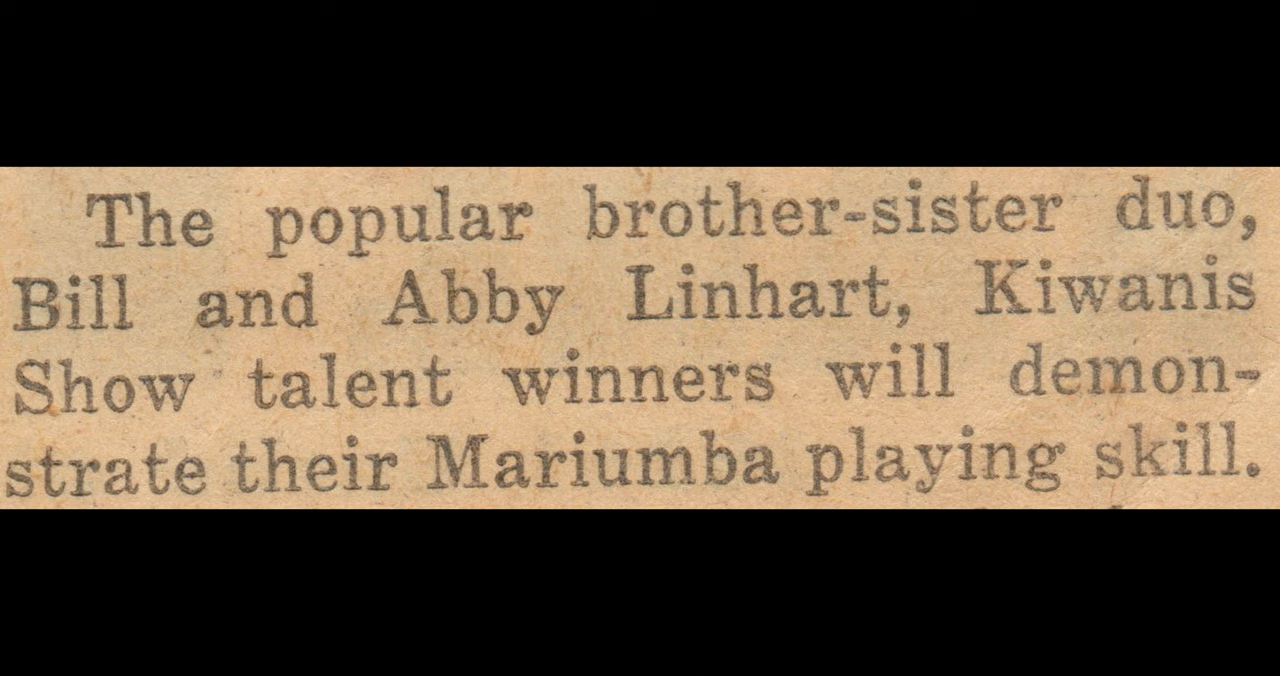 The popular brother-sister duo,
Bill and Abby Linhart, Kiwanis
Show talent winners will demon-
strate their Mariumba playing skill.